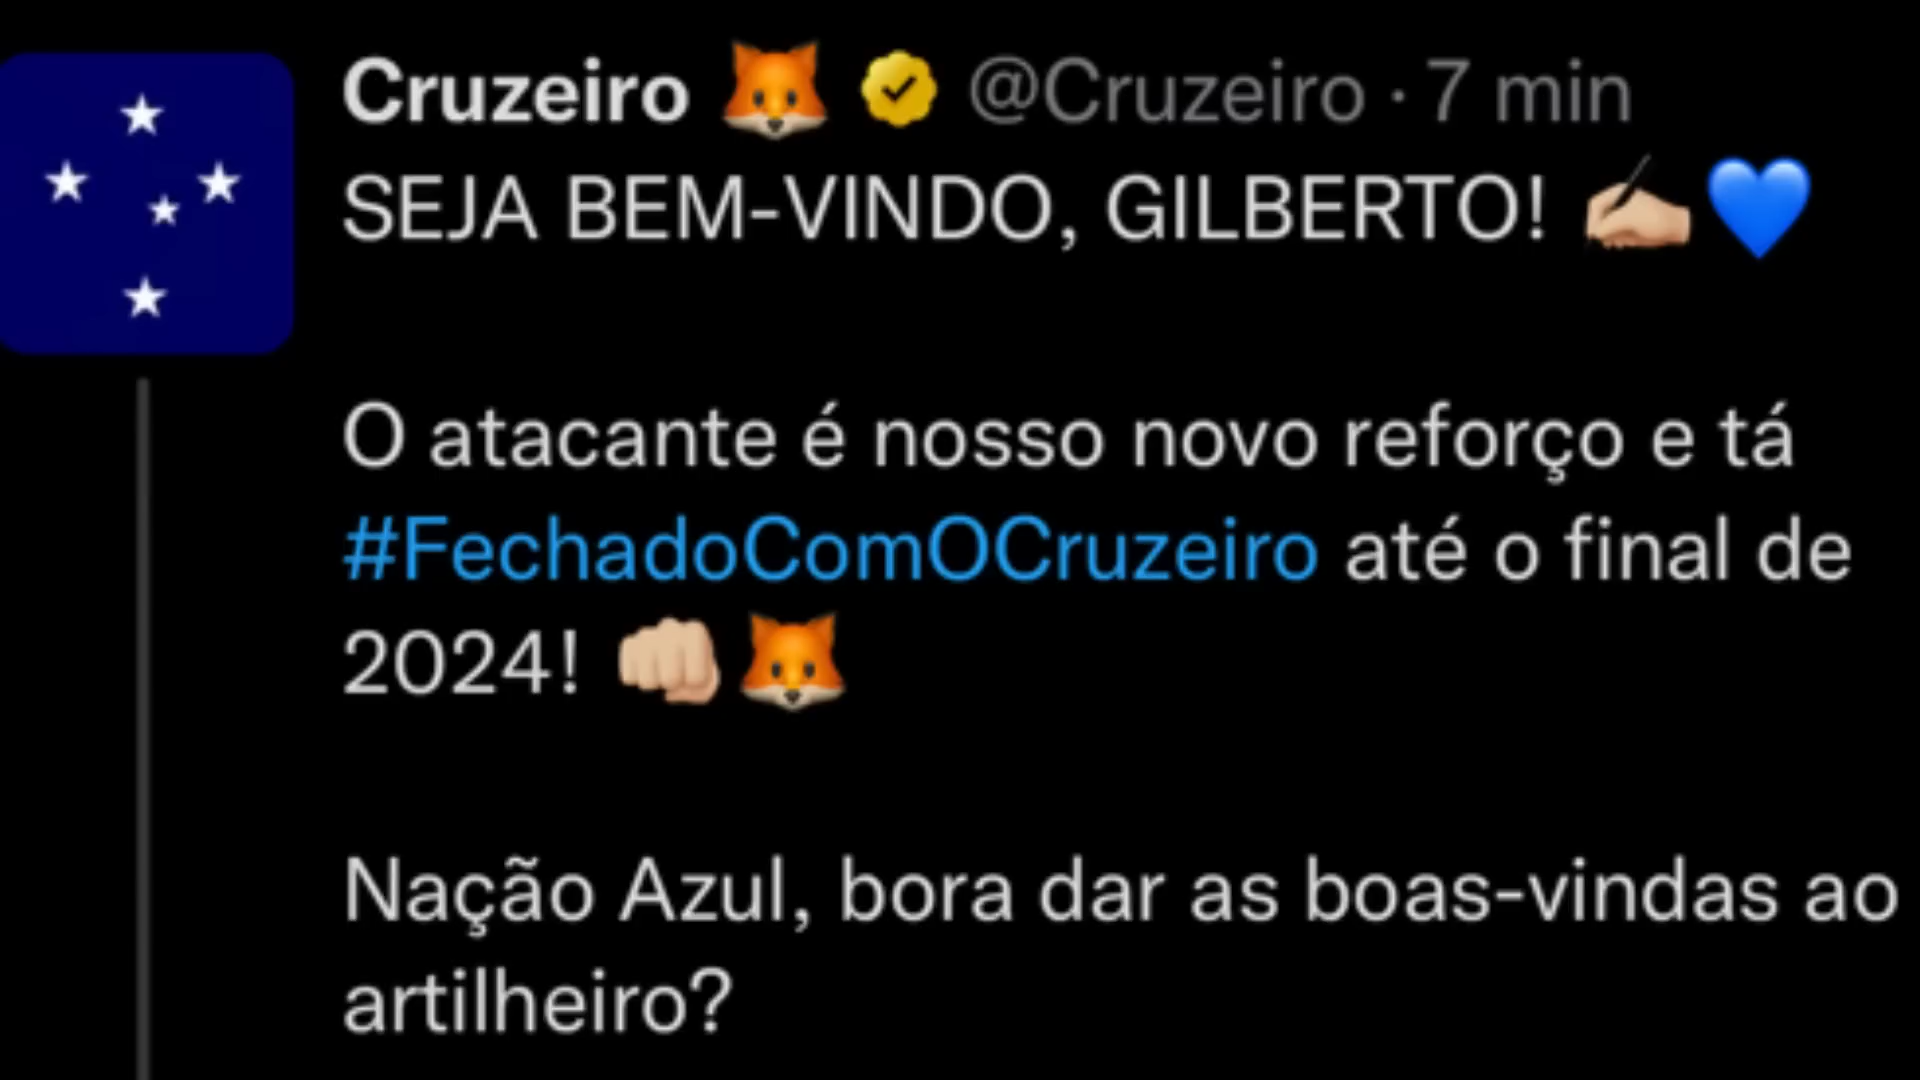 Cruzeiro 🦊 @Cruzeiro · 7 min
SEJA BEM-VINDO, GILBERTO! ✍🏼💙
O atacante é nosso novo reforço e tá
#FechadoComOCruzeiro até o final de
2024! 👊🏼🦊
Nação Azul, bora dar as boas-vindas ao
artilheiro?